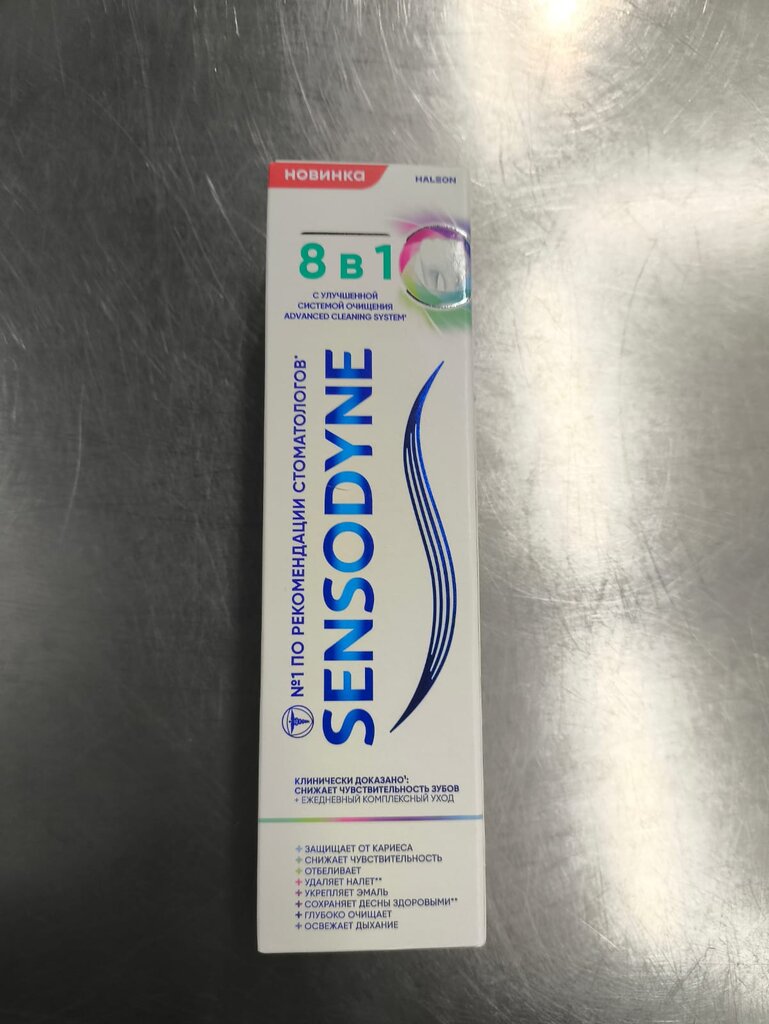 НОВИНКА
HALEON
8 В 1
С УЛУЧШЕННОЙ
СИСТЕМОЙ ОЧИЩЕНИЯ
ADVANCED CLEANING SYSTEM*
№1 ПО РЕКОМЕНДАЦИИ СТОМАТОЛОГОВ*
SENSODYNE
КЛИНИЧЕСКИ ДОКАЗАНО¹:
СНИЖАЕТ ЧУВСТВИТЕЛЬНОСТЬ ЗУБОВ
+ ЕЖЕДНЕВНЫЙ КОМПЛЕКСНЫЙ УХОД
+ ЗАЩИЩАЕТ ОТ КАРИЕСА
+ СНИЖАЕТ ЧУВСТВИТЕЛЬНОСТЬ
+ ОТБЕЛИВАЕТ
+ УДАЛЯЕТ НАЛЕТ**
+ УКРЕПЛЯЕТ ЭМАЛЬ
+ СОХРАНЯЕТ ДЕСНЫ ЗДОРОВЫМИ**
+ ГЛУБОКО ОЧИЩАЕТ
+ ОСВЕЖАЕТ ДЫХАНИЕ